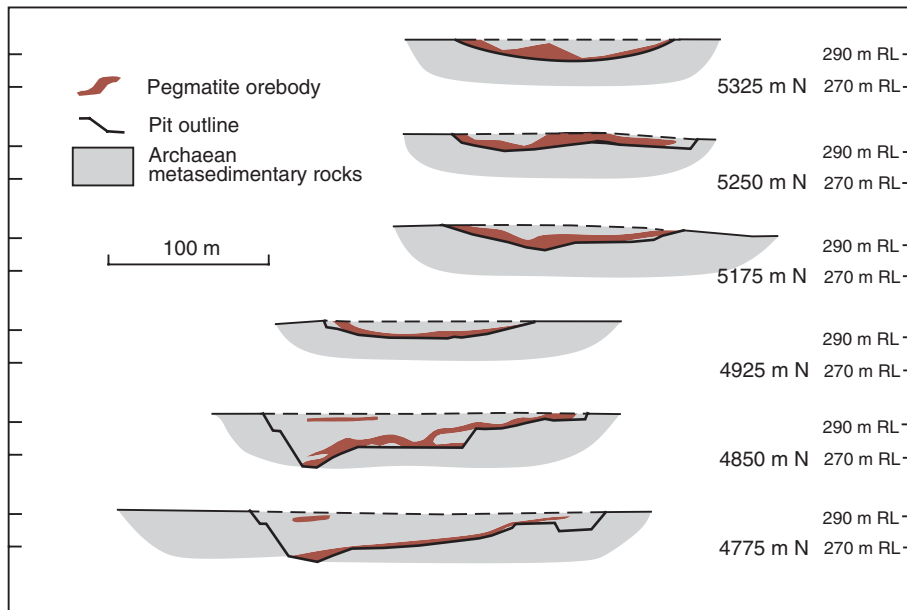 Pegmatite orebody
Pit outline
Archaean
metasedimentary rocks
100 m
290 m RL
5325 m N 270 m RL
290 m RL
5250 m N 270 m RL
290 m RL
5175 m N 270 m RL
290 m RL
4925 m N 270 m RL
290 m RL
4850 m N 270 m RL
290 m RL
4775 m N 270 m RL